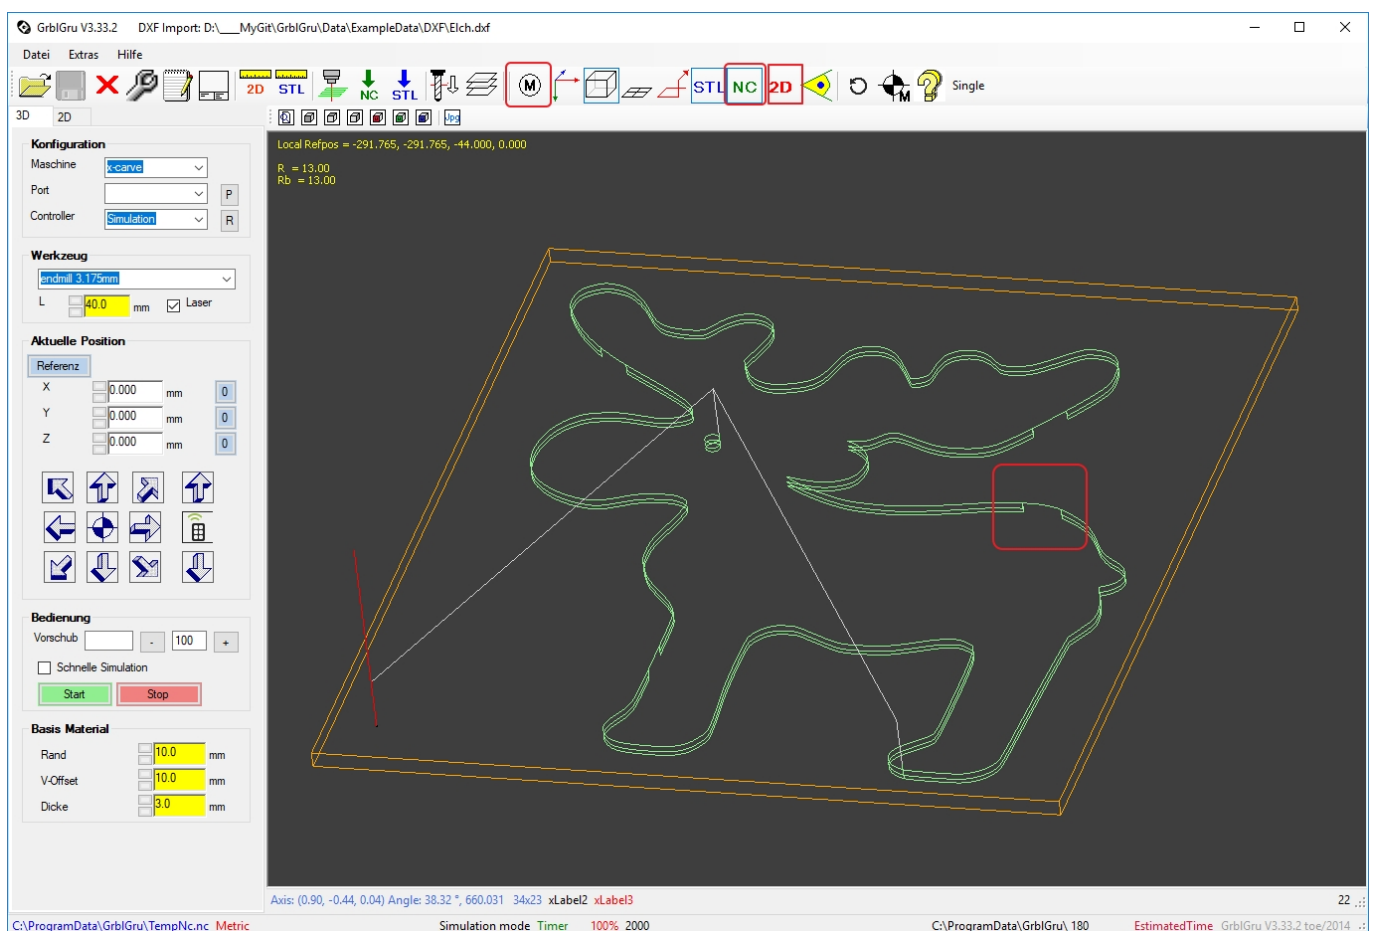 GrblGru V3.33.2 DXF Import: D:\___MyGit\GrblGru\Data\ExampleData\DXF\Elch.dxf
Datei Extras Hilfe
2D STL NC STL M STL NC 2D M Single
3D 2D Jpg
Local Refpos = -291.765, -291.765, -44.000, 0.000
R = 13.00
Rb = 13.00
Konfiguration
Maschine x-carve
Port P
Controller Simulation R
Werkzeug
endmill 3.175mm
L 40.0 mm Laser
Aktuelle Position
Referenz
X 0.000 mm 0
Y 0.000 mm 0
Z 0.000 mm 0
Bedienung
Vorschub - 100 +
Schnelle Simulation
Start Stop
Basis Material
Rand 10.0 mm
V-Offset 10.0 mm
Dicke 3.0 mm
Axis: (0.90, -0.44, 0.04) Angle: 38.32 °, 660.031 34x23 xLabel2 xLabel3 22
C:\ProgramData\GrblGru\TempNc.nc Metric Simulation mode Timer 100% 2000 C:\ProgramData\GrblGru\ 180 EstimatedTime GrblGru V3.33.2 toe/2014